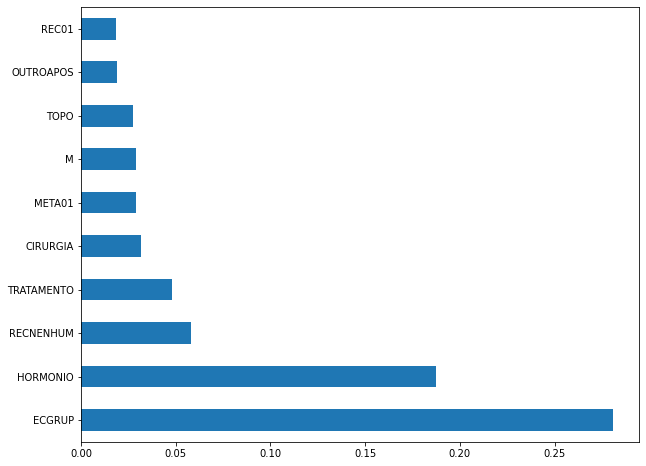 REC01
OUTROAPOS
TOPO
M
META01
CIRURGIA
TRATAMENTO
RECNENHUM
HORMONIO
ECGRUP
0.00 0.05 0.10 0.15 0.20 0.25